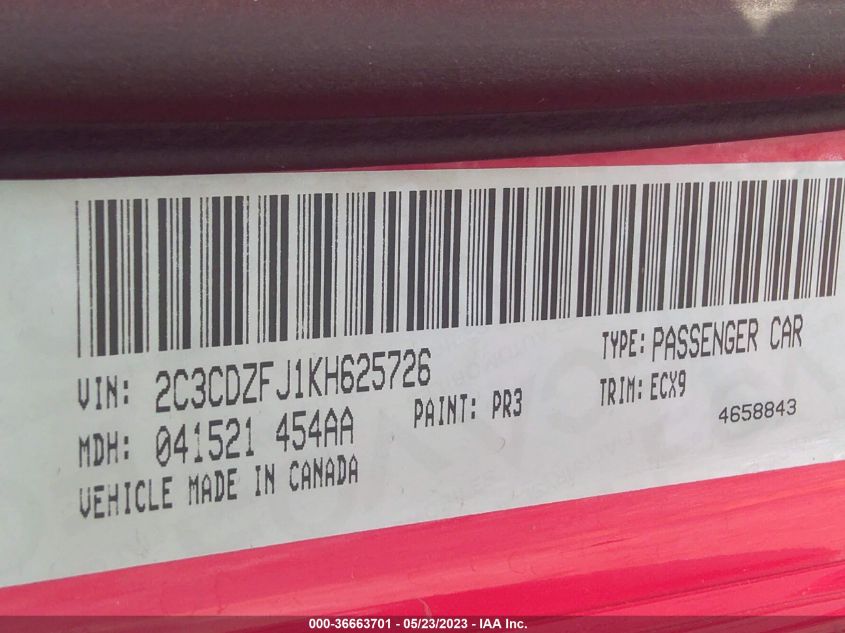 VIN: 2C3CDZFJ1KH625726
TYPE: PASSENGER CAR
MDH: 041521 454AA
PAINT: PR3
TRIM: ECX9
4658843
VEHICLE MADE IN CANADA
000-36663701 - 05/23/2023 - IAA Inc.